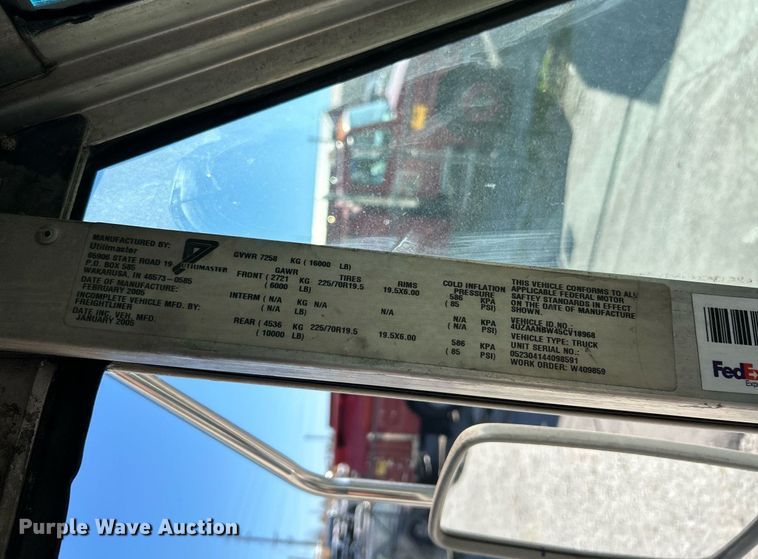 MANUFACTURED BY:
Utilimaster
65906 STATE ROAD 19
P.O. BOX 585
WAKARUSA, IN 46573-0585
DATE OF MANUFACTURE:
FEBRUARY 2005
INCOMPLETE VEHICLE MFD. BY:
FREIGHTLINER
DATE INC. VEH. MFD.
JANUARY 2005
UTILIMASTER
GVWR 7258 KG (16000 LB)
GAWR TIRES RIMS COLD INFLATION PRESSURE
FRONT (2721 KG 225/70R19.5 19.5X6.00 586 KPA
(6000 LB) (85 PSI)
INTERM (N/A KG N/A N/A N/A KPA
(N/A LB) (N/A PSI)
REAR (4536 KG 225/70R19.5 19.5X6.00 586 KPA
(10000 LB) (85 PSI)
THIS VEHICLE CONFORMS TO ALL
APPLICABLE FEDERAL MOTOR
SAFTEY STANDARDS IN EFFECT
ON THE DATE OF MANUFACTURE
SHOWN.
VEHICLE ID.NO.:
4UZAANBW45CV18968
VEHICLE TYPE: TRUCK
UNIT SERIAL NO.:
052304144098591
WORK ORDER: W409859
FedEx
Purple Wave Auction